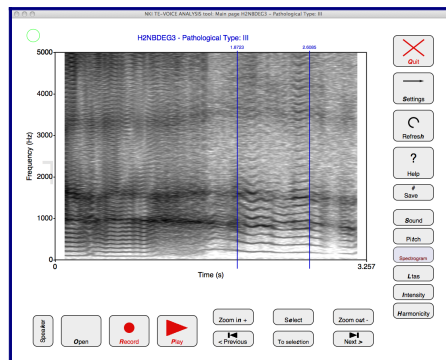 NKI TE-VOICE ANALYSIS tool: Main page H2NBDEG3 - Pathological Type: III
H2NBDEG3 - Pathological Type: III
1.8723
2.6085
5000
4000
3000
2000
1000
0
Frequency (Hz)
0
3.257
Time (s)
Quit
Settings
Refresh
?
Help
#
Save
Sound
Pitch
Spectrogram
Ltas
Intensity
Harmonicity
Speaker
Open
Record
Play
Zoom in +
Select
Zoom out -
< Previous
To selection
Next >